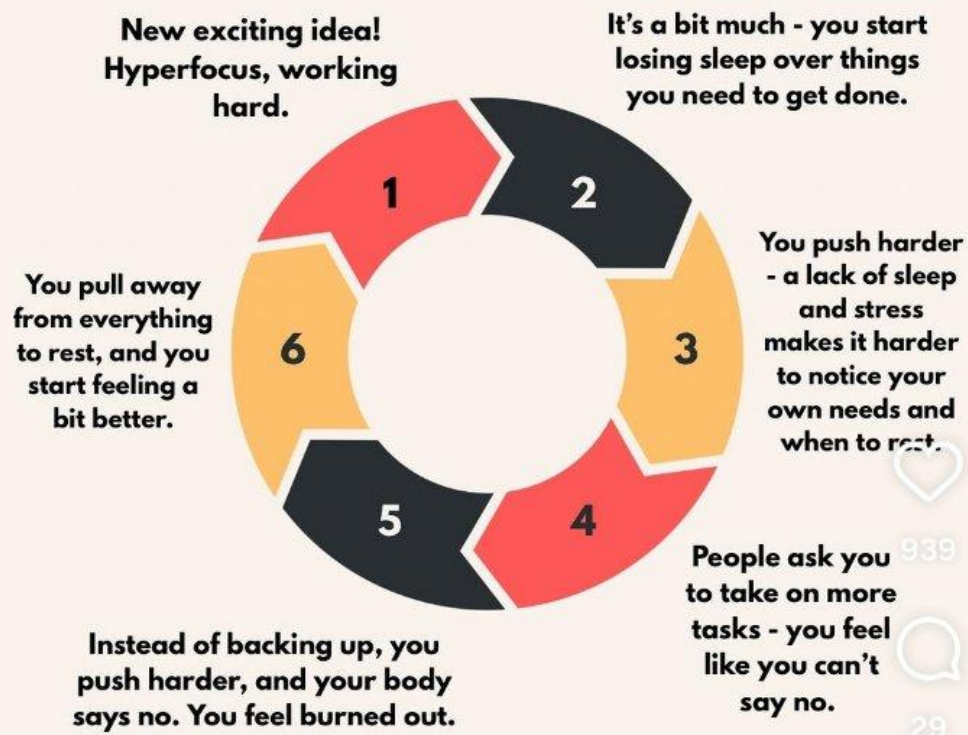 New exciting idea!
Hyperfocus, working
hard.
1
It's a bit much - you start
losing sleep over things
you need to get done.
2
You push harder
- a lack of sleep
and stress
makes it harder
to notice your
own needs and
when to rest.
3
People ask you
to take on more
tasks - you feel
like you can't
say no.
4
Instead of backing up, you
push harder, and your body
says no. You feel burned out.
5
You pull away
from everything
to rest, and you
start feeling a
bit better.
6
939
29